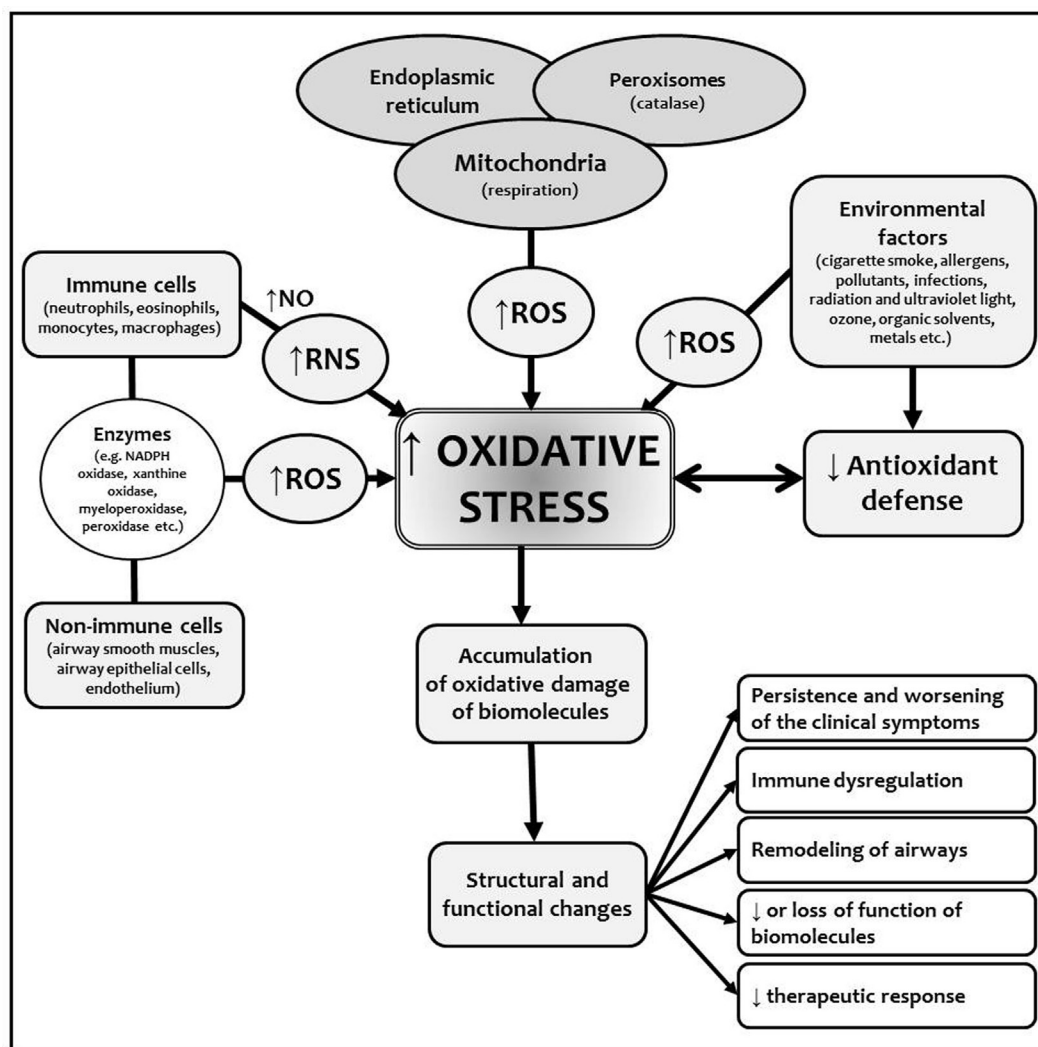 Endoplasmic
reticulum
Peroxisomes
(catalase)
Mitochondria
(respiration)
Environmental
factors
(cigarette smoke, allergens,
pollutants, infections,
radiation and ultraviolet light,
ozone, organic solvents,
metals etc.)
Immune cells
(neutrophils, eosinophils,
monocytes, macrophages)
↑NO
↑RNS
↑ROS
↑ROS
Enzymes
(e.g. NADPH
oxidase, xanthine
oxidase,
myeloperoxidase,
peroxidase etc.)
↑ROS
↑ OXIDATIVE
STRESS
↓ Antioxidant
defense
Non-immune cells
(airway smooth muscles,
airway epithelial cells,
endothelium)
Accumulation
of oxidative damage
of biomolecules
Structural and
functional changes
Persistence and worsening
of the clinical symptoms
Immune dysregulation
Remodeling of airways
↓ or loss of function of
biomolecules
↓ therapeutic response